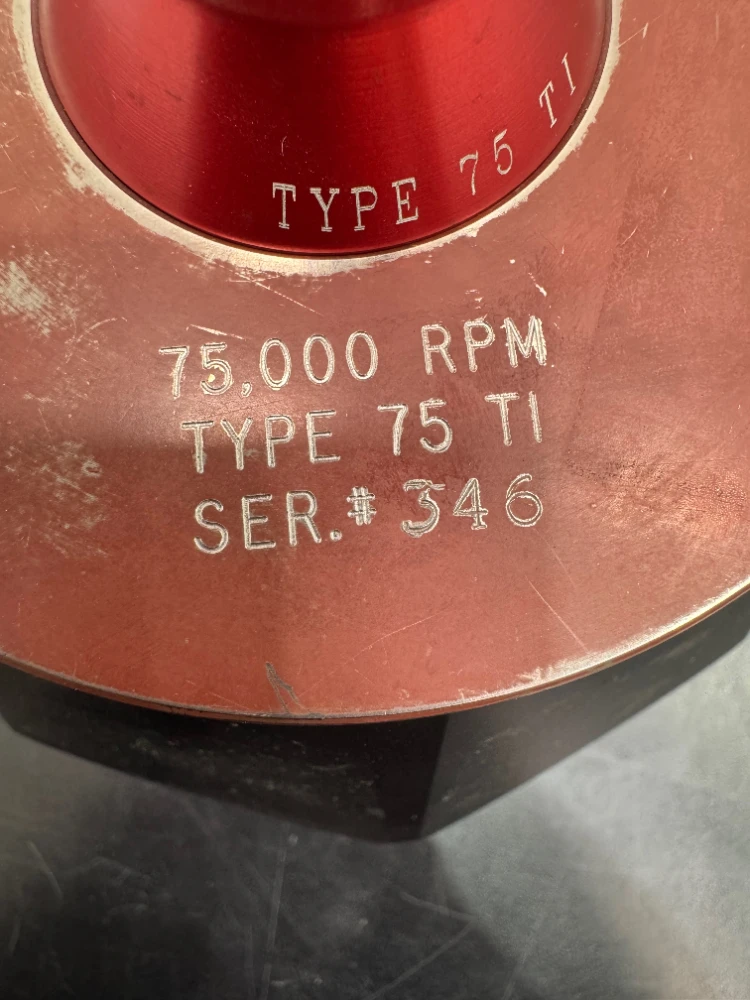 TYPE 75 TI
75,000 RPM
TYPE 75 TI
SER.# 346